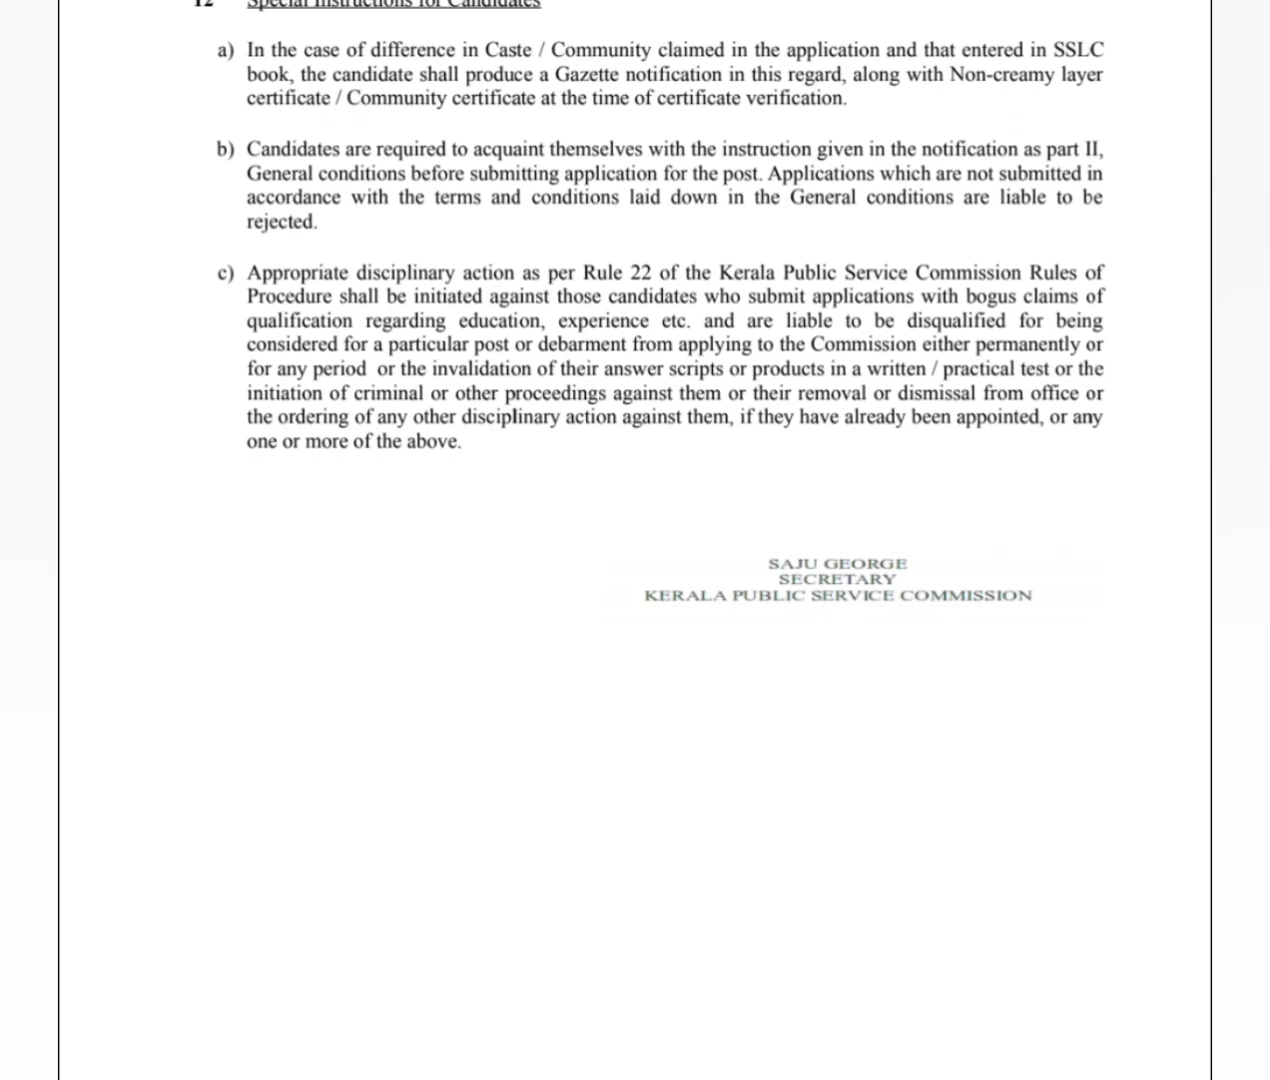 12 Special Instructions for Candidates
a) In the case of difference in Caste / Community claimed in the application and that entered in SSLC
book, the candidate shall produce a Gazette notification in this regard, along with Non-creamy layer
certificate / Community certificate at the time of certificate verification.
b) Candidates are required to acquaint themselves with the instruction given in the notification as part II,
General conditions before submitting application for the post. Applications which are not submitted in
accordance with the terms and conditions laid down in the General conditions are liable to be
rejected.
c) Appropriate disciplinary action as per Rule 22 of the Kerala Public Service Commission Rules of
Procedure shall be initiated against those candidates who submit applications with bogus claims of
qualification regarding education, experience etc. and are liable to be disqualified for being
considered for a particular post or debarment from applying to the Commission either permanently or
for any period or the invalidation of their answer scripts or products in a written / practical test or the
initiation of criminal or other proceedings against them or their removal or dismissal from office or
the ordering of any other disciplinary action against them, if they have already been appointed, or any
one or more of the above.
SAJU GEORGE
SECRETARY
KERALA PUBLIC SERVICE COMMISSION